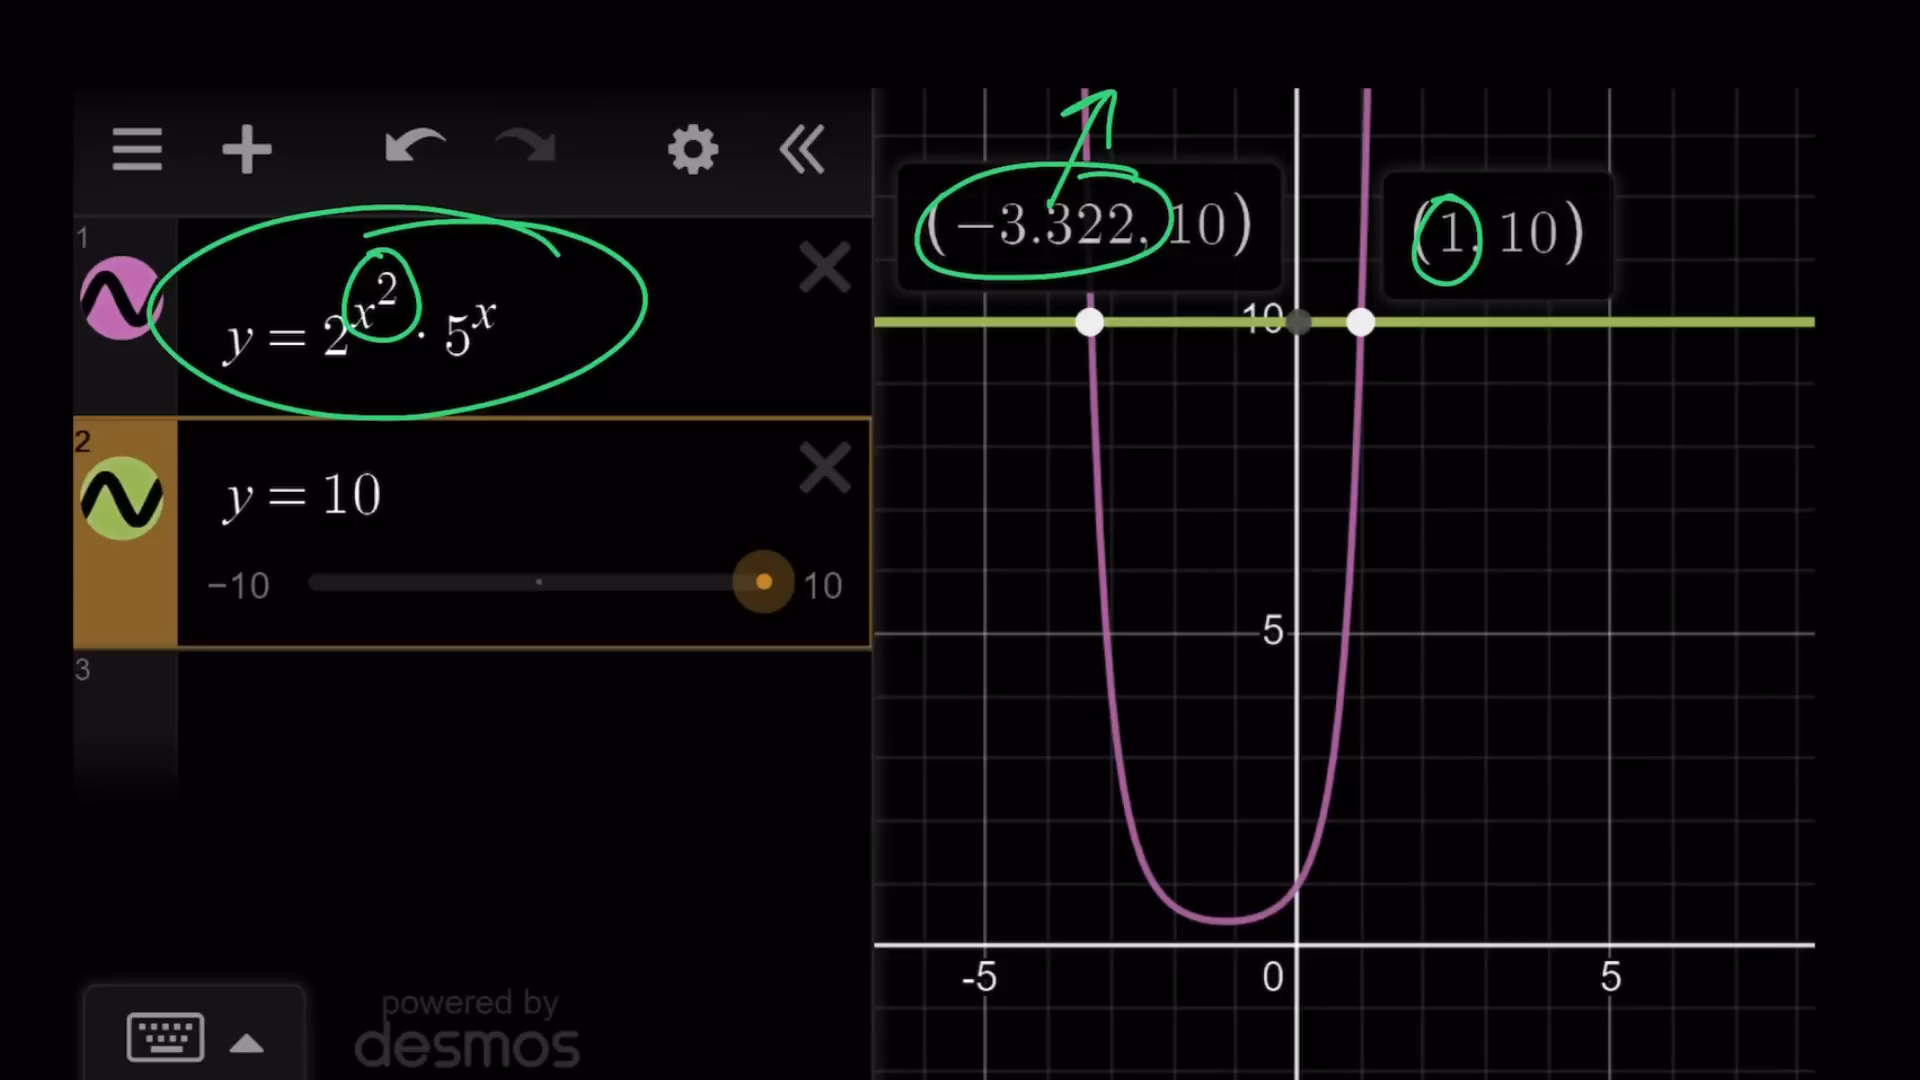 1
y = 2^{x^2} · 5^x
2
y = 10
−10 10
3
powered by
desmos
(−3.322, 10)
(1, 10)
10
5
-5 0 5